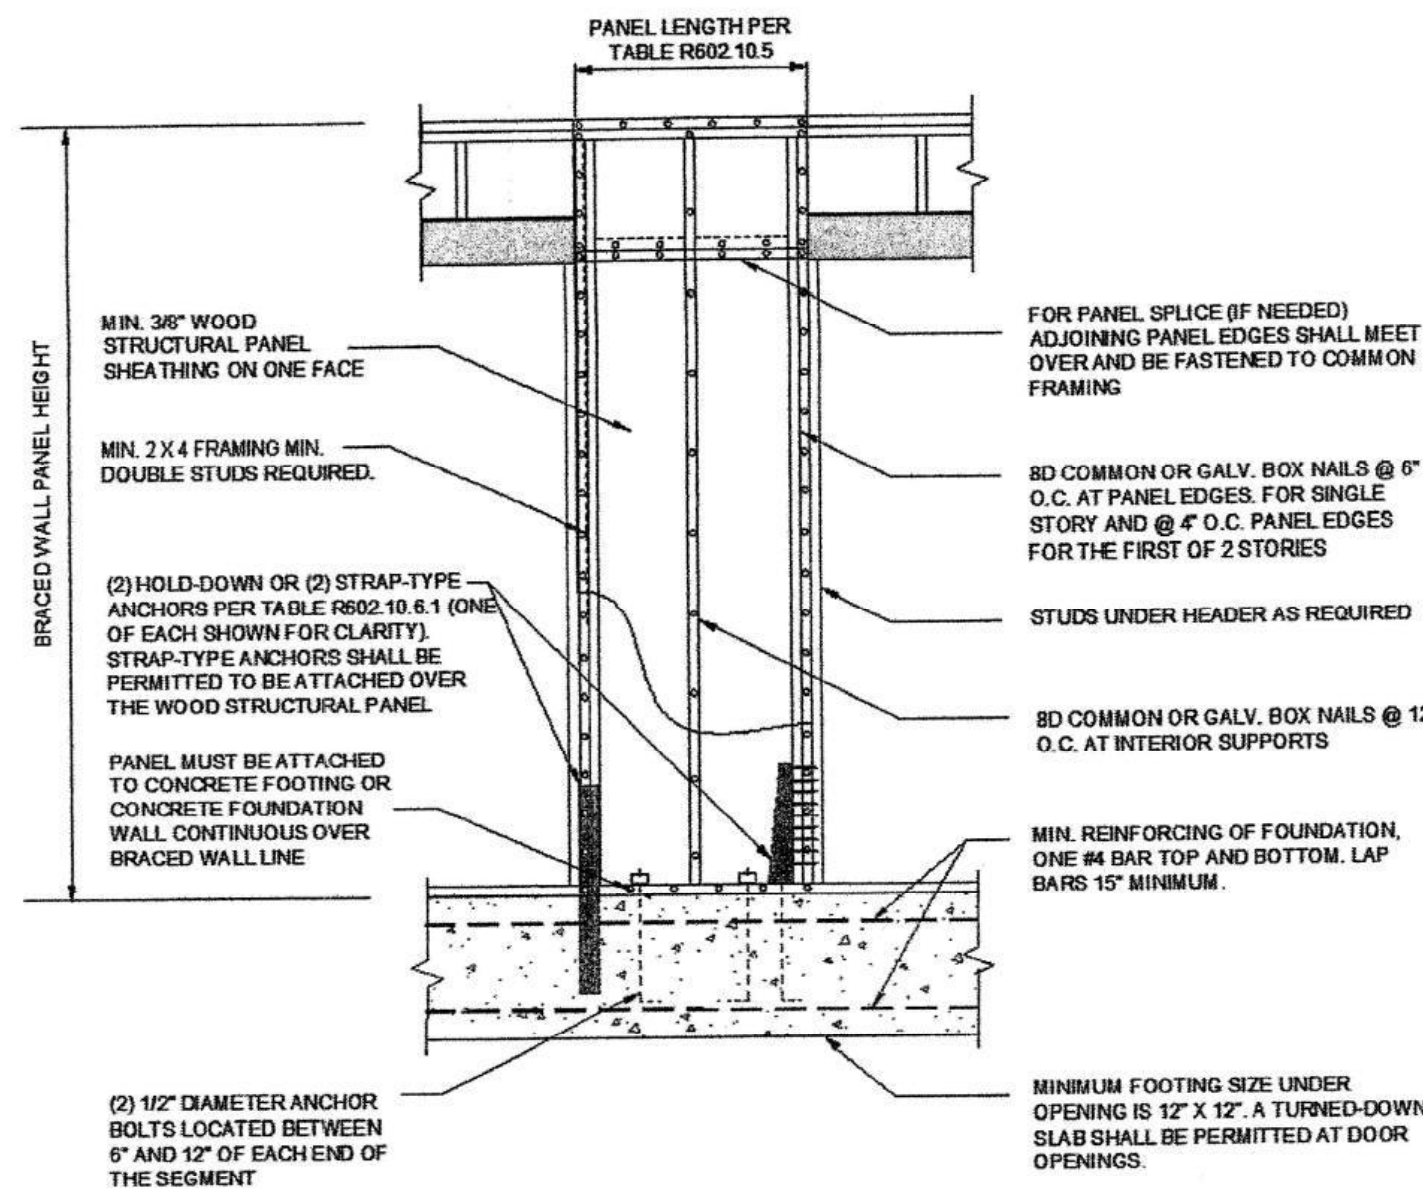 PANEL LENGTH PER
TABLE R602.10.5
BRACED WALL PANEL HEIGHT
MIN. 3/8" WOOD
STRUCTURAL PANEL
SHEATHING ON ONE FACE
MIN. 2 X 4 FRAMING MIN.
DOUBLE STUDS REQUIRED.
(2) HOLD-DOWN OR (2) STRAP-TYPE
ANCHORS PER TABLE R602.10.6.1 (ONE
OF EACH SHOWN FOR CLARITY).
STRAP-TYPE ANCHORS SHALL BE
PERMITTED TO BE ATTACHED OVER
THE WOOD STRUCTURAL PANEL
PANEL MUST BE ATTACHED
TO CONCRETE FOOTING OR
CONCRETE FOUNDATION
WALL CONTINUOUS OVER
BRACED WALL LINE
(2) 1/2" DIAMETER ANCHOR
BOLTS LOCATED BETWEEN
6" AND 12" OF EACH END OF
THE SEGMENT
FOR PANEL SPLICE (IF NEEDED)
ADJOINING PANEL EDGES SHALL MEET
OVER AND BE FASTENED TO COMMON
FRAMING
8D COMMON OR GALV. BOX NAILS @ 6"
O.C. AT PANEL EDGES. FOR SINGLE
STORY AND @ 4" O.C. PANEL EDGES
FOR THE FIRST OF 2 STORIES
STUDS UNDER HEADER AS REQUIRED
8D COMMON OR GALV. BOX NAILS @ 12
O.C. AT INTERIOR SUPPORTS
MIN. REINFORCING OF FOUNDATION,
ONE #4 BAR TOP AND BOTTOM. LAP
BARS 15" MINIMUM.
MINIMUM FOOTING SIZE UNDER
OPENING IS 12" X 12". A TURNED-DOWN
SLAB SHALL BE PERMITTED AT DOOR
OPENINGS.